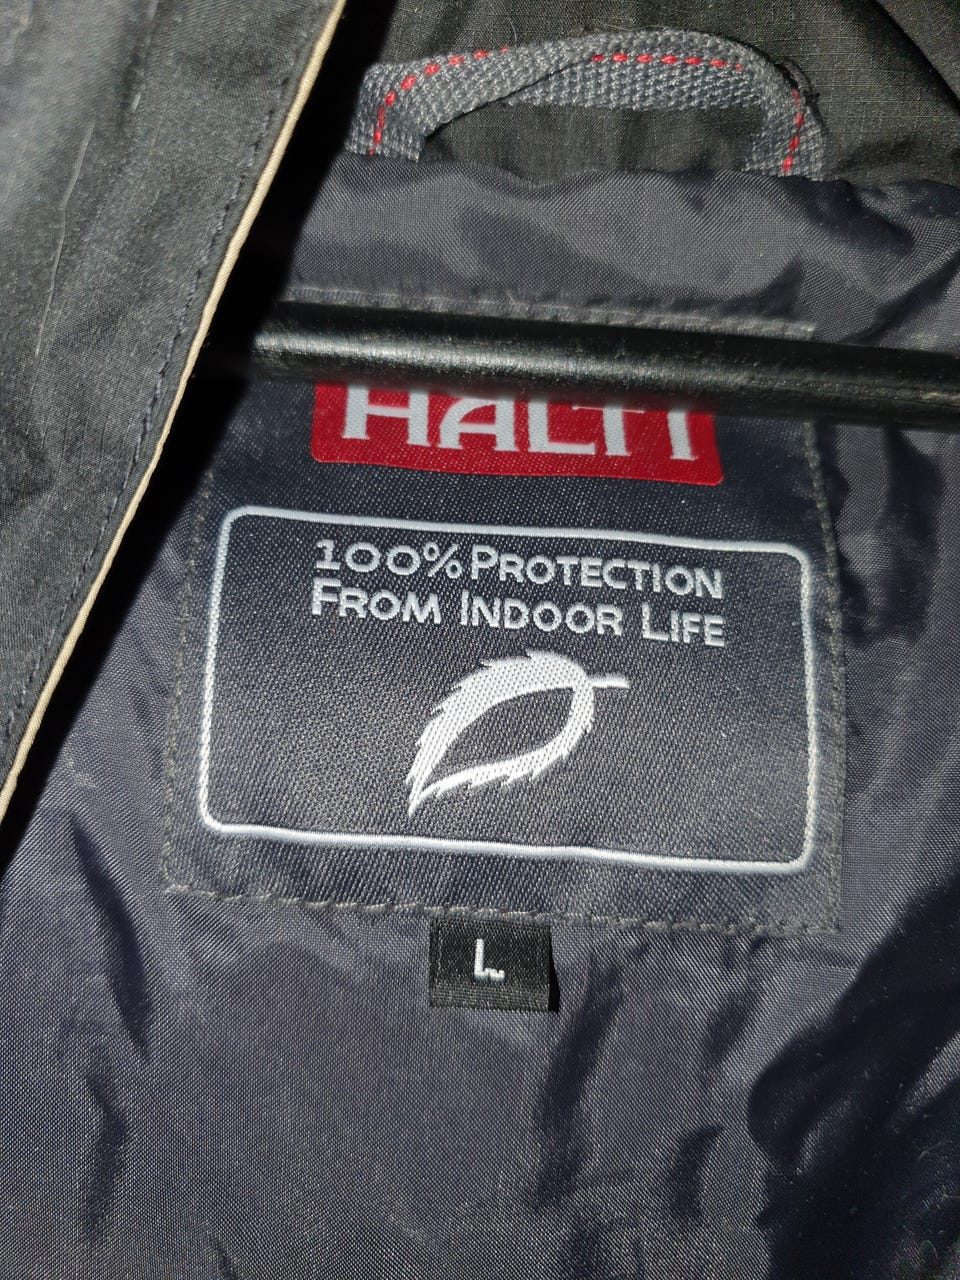 HALTI
100% PROTECTION
FROM INDOOR LIFE
L